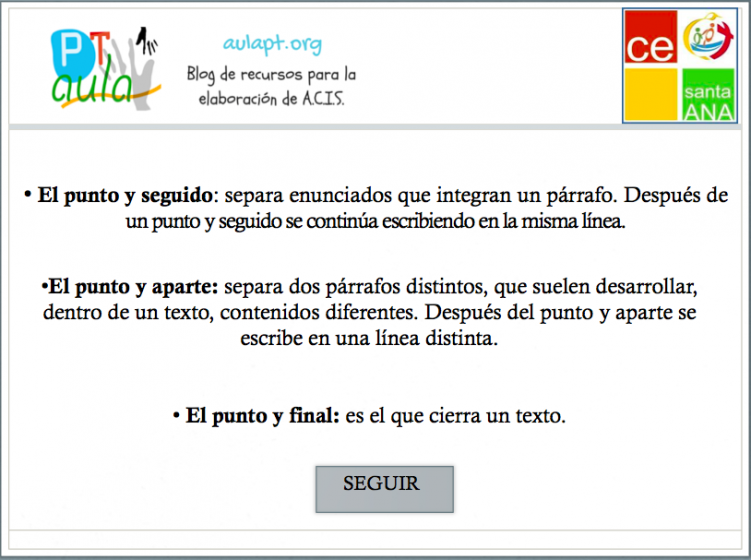 PT
aula
aulapt.org
Blog de recursos para la
elaboración de A.C.I.S.
ce
santa
ANA
• El punto y seguido: separa enunciados que integran un párrafo. Después de
un punto y seguido se continúa escribiendo en la misma línea.
•El punto y aparte: separa dos párrafos distintos, que suelen desarrollar,
dentro de un texto, contenidos diferentes. Después del punto y aparte se
escribe en una línea distinta.
• El punto y final: es el que cierra un texto.
SEGUIR